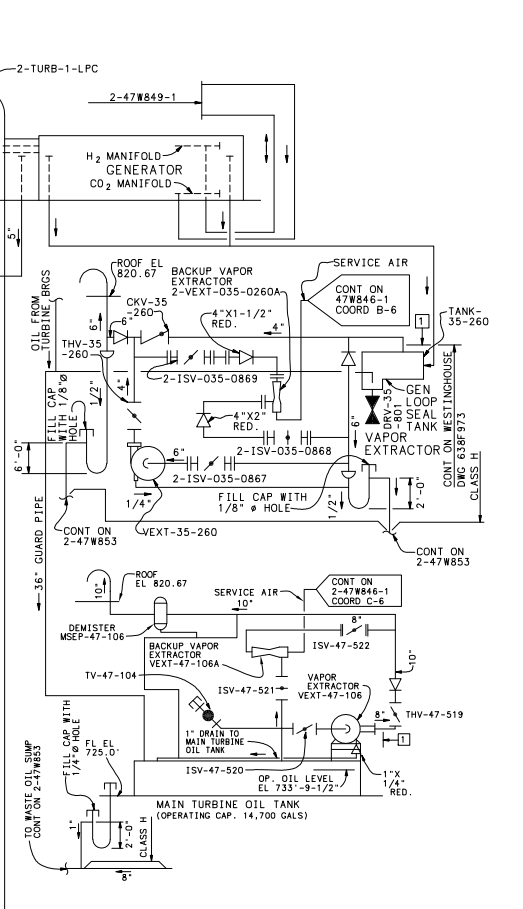 2-TURB-1-LPC
2-47W849-1
H2 MANIFOLD
GENERATOR
CO2 MANIFOLD
5"
ROOF EL
820.67
BACKUP VAPOR
EXTRACTOR
2-VEXT-035-0260A
SERVICE AIR
CONT ON
47W846-1
COORD B-6
OIL FROM
TURBINE BRGS
CKV-35
-260
6"
6"
4"X1-1/2"
RED.
4"
1
TANK-
35-260
THV-35
-260
4"
2-ISV-035-0869
FILL CAP
WITH 1/8"Ø
HOLE
1/2"
4"X2"
RED.
6"
DRV-35
-801
GEN
LOOP
SEAL
TANK
VAPOR
EXTRACTOR
CONT ON WESTINGHOUSE
DWG 638F973
CLASS H
2-ISV-035-0868
6'-0"
6"
2-ISV-035-0867
1/4"
FILL CAP WITH
1/8" ø HOLE
1/2"
2'-0"
CONT ON
2-47W853
VEXT-35-260
CONT ON
2-47W853
36" GUARD PIPE
ROOF
EL 820.67
10"
SERVICE AIR
CONT ON
2-47W846-1
COORD C-6
10"
DEMISTER
MSEP-47-106
8"
ISV-47-522
BACKUP VAPOR
EXTRACTOR
VEXT-47-106A
10"
TV-47-104
ISV-47-521
VAPOR
EXTRACTOR
VEXT-47-106
THV-47-519
8"
1
1" DRAIN TO
MAIN TURBINE
OIL TANK
ISV-47-520
OP. OIL LEVEL
EL 733'-9-1/2"
1"X
1/4"
RED.
TO WASTE OIL SUMP
CONT ON 2-47W853
FILL CAP WITH
1/4"Ø HOLE
FL EL
725.0'
MAIN TURBINE OIL TANK
(OPERATING CAP. 14,700 GALS)
1"
2'-0"
CLASS H
8"